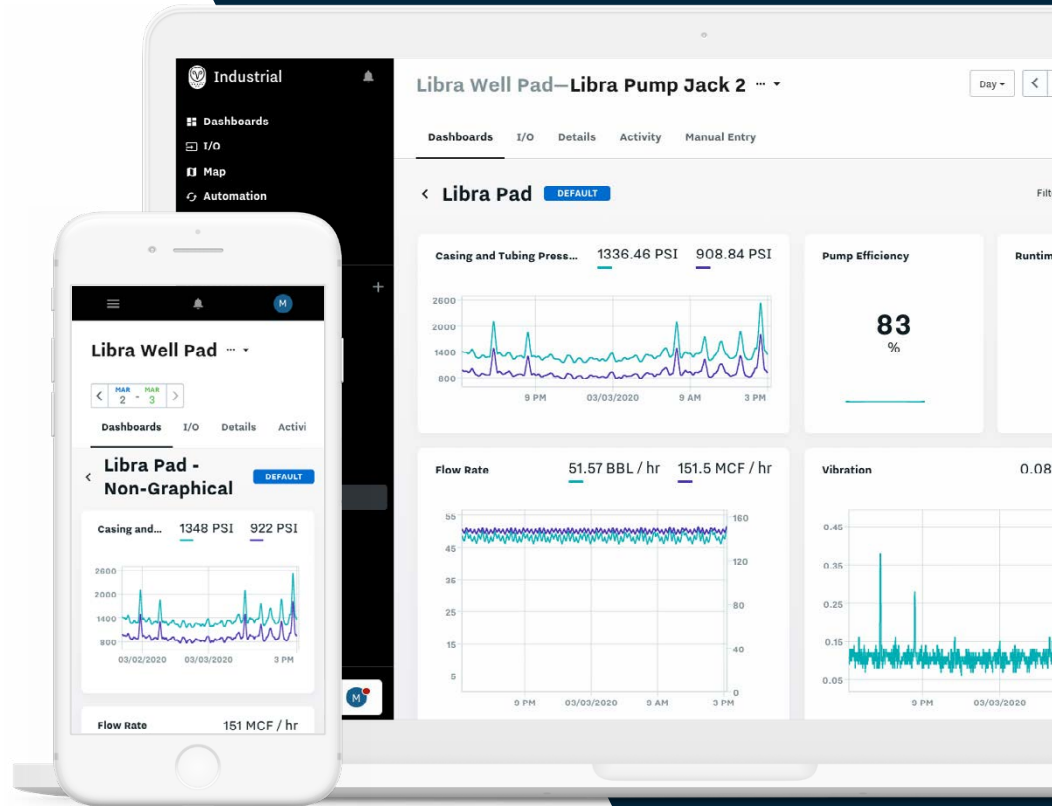 Industrial
Dashboards
I/O
Map
Automation
Libra Well Pad—Libra Pump Jack 2 ...
Day
Dashboards I/O Details Activity Manual Entry
Libra Pad DEFAULT
Casing and Tubing Press... 1336.46 PSI 908.84 PSI
2600
2000
1400
800
9 PM 03/03/2020 9 AM 3 PM
Pump Efficiency
83
%
Flow Rate 51.57 BBL / hr 151.5 MCF / hr
55 160
45
120
35
25 80
15 40
5
0
9 PM 03/03/2020 9 AM 3 PM
Vibration 0.08
0.45
0.35
0.25
0.15
0.05
9 PM 03/03/2020
M
M
Libra Well Pad ...
MAR MAR
2 - 3
Dashboards I/O Details Activi
Libra Pad -
Non-Graphical DEFAULT
Casing and... 1348 PSI 922 PSI
2600
2000
1400
800
03/02/2020 03/03/2020 3 PM
Flow Rate 151 MCF / hr